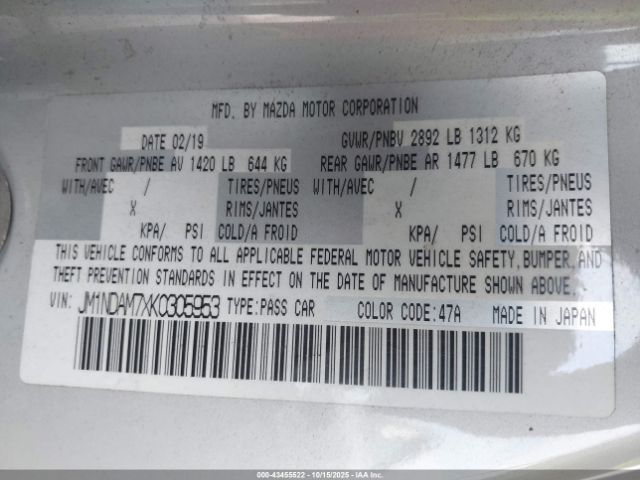 MFD. BY MAZDA MOTOR CORPORATION
DATE 02/19 GVWR/PNBV 2892 LB 1312 KG
FRONT GAWR/PNBE AV 1420 LB 644 KG REAR GAWR/PNBE AR 1477 LB 670 KG
WITH/AVEC / TIRES/PNEUS WITH/AVEC / TIRES/PNEUS
X RIMS/JANTES X RIMS/JANTES
KPA/ PSI COLD/A FROID KPA/ PSI COLD/A FROID
THIS VEHICLE CONFORMS TO ALL APPLICABLE FEDERAL MOTOR VEHICLE SAFETY, BUMPER, AND
THEFT PREVENTION STANDARDS IN EFFECT ON THE DATE OF MANUFACTURE SHOWN ABOVE.
VIN: JM1NDAM7XK0305953 TYPE:PASS CAR COLOR CODE:47A MADE IN JAPAN
000-43455522 - 10/15/2025 - IAA, INC.